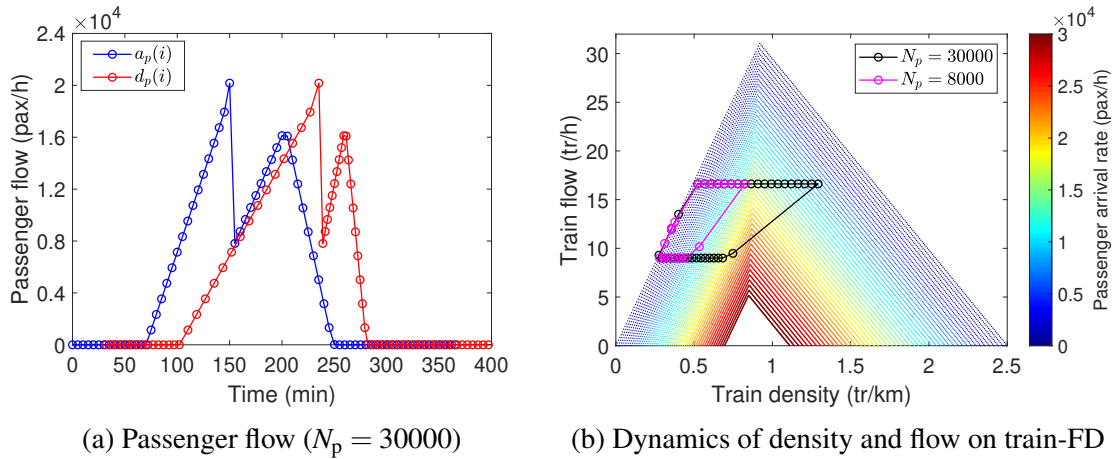 ×10⁴
2.4
2
1.6
1.2
0.8
0.4
0
Passenger flow (pax/h)
a_p(i)
d_p(i)
0 50 100 150 200 250 300 350 400
Time (min)
(a) Passenger flow (N_p = 30000)
30
25
20
15
10
5
0
Train flow (tr/h)
N_p = 30000
N_p = 8000
0 0.5 1 1.5 2 2.5
Train density (tr/km)
×10⁴
3
2.5
2
1.5
1
0.5
0
Passenger arrival rate (pax/h)
(b) Dynamics of density and flow on train-FD